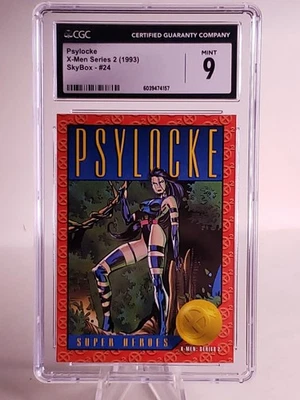 CGC
CERTIFIED GUARANTY COMPANY
Psylocke
X-Men Series 2 (1993)
SkyBox - #24
MINT
9
6039474157
PSYLOCKE
SUPER HEROES
X-MEN SERIES 2